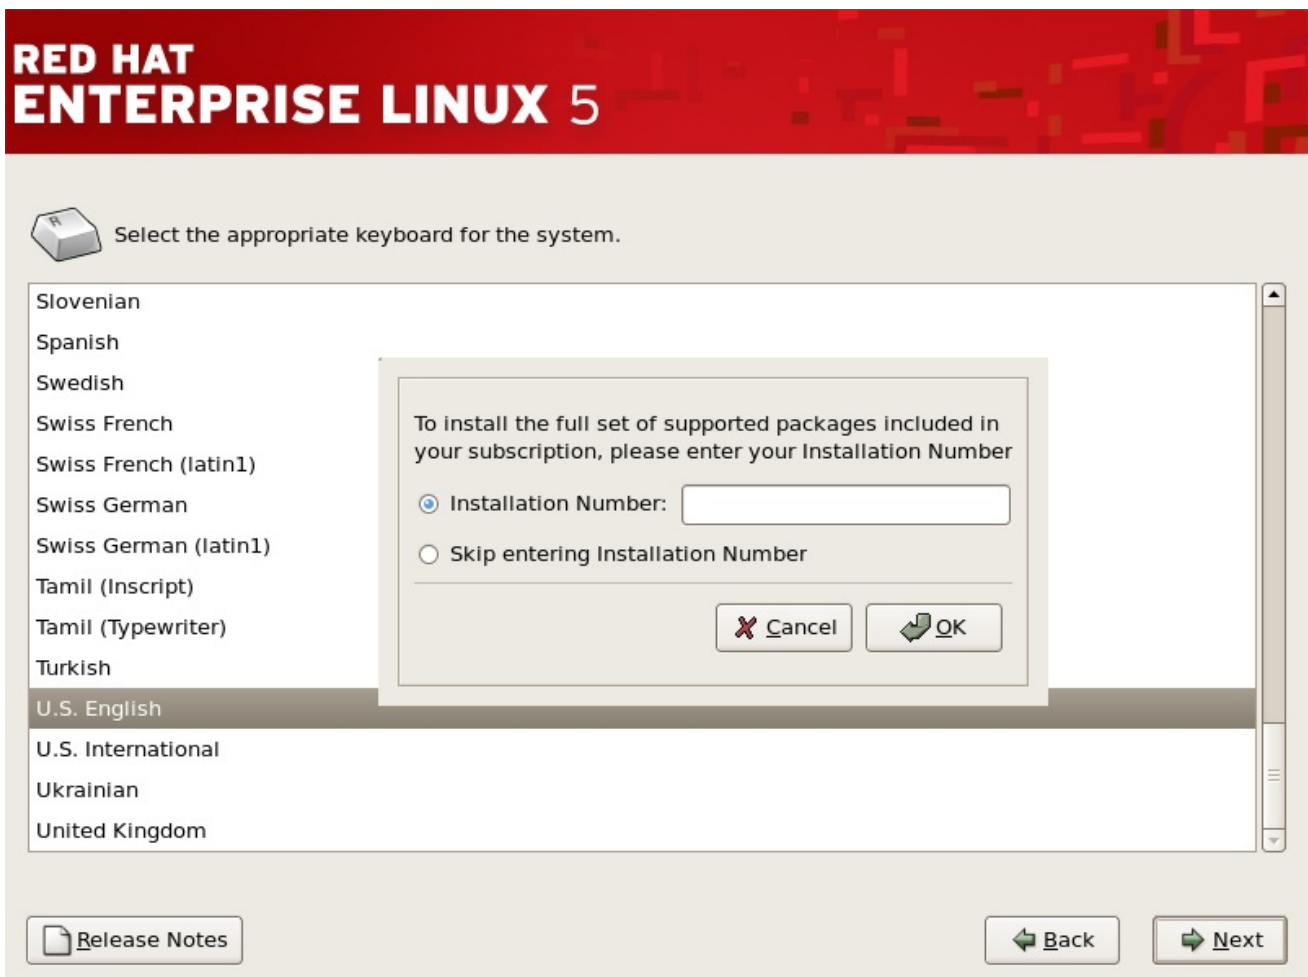 RED HAT
ENTERPRISE LINUX 5
R
Select the appropriate keyboard for the system.
Slovenian
Spanish
Swedish
Swiss French
Swiss French (latin1)
Swiss German
Swiss German (latin1)
Tamil (Inscript)
Tamil (Typewriter)
Turkish
U.S. English
U.S. International
Ukrainian
United Kingdom
To install the full set of supported packages included in
your subscription, please enter your Installation Number
Installation Number:
Skip entering Installation Number
Cancel OK
Release Notes Back Next